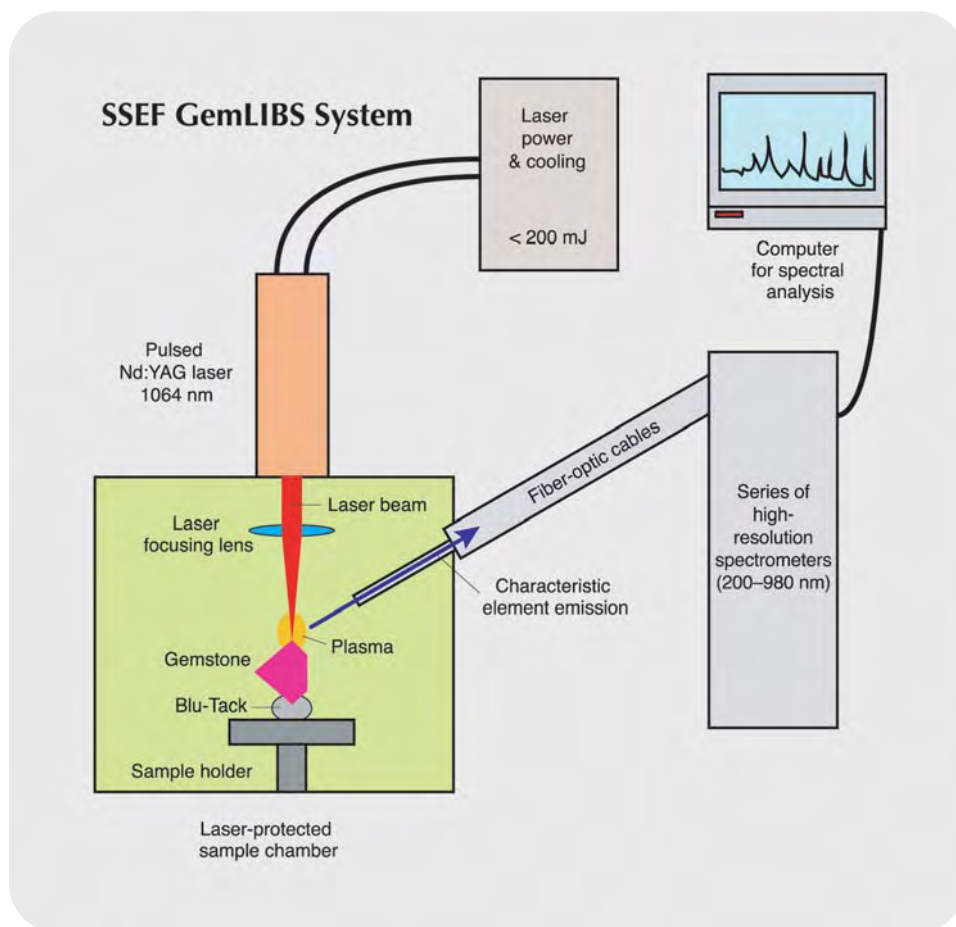 SSEF GemLIBS System
Laser
power
& cooling
< 200 mJ
Computer
for spectral
analysis
Pulsed
Nd:YAG laser
1064 nm
Fiber-optic cables
Laser beam
Laser
focusing lens
Series of
high-
resolution
spectrometers
(200–980 nm)
Characteristic
element emission
Plasma
Gemstone
Blu-Tack
Sample holder
Laser-protected
sample chamber